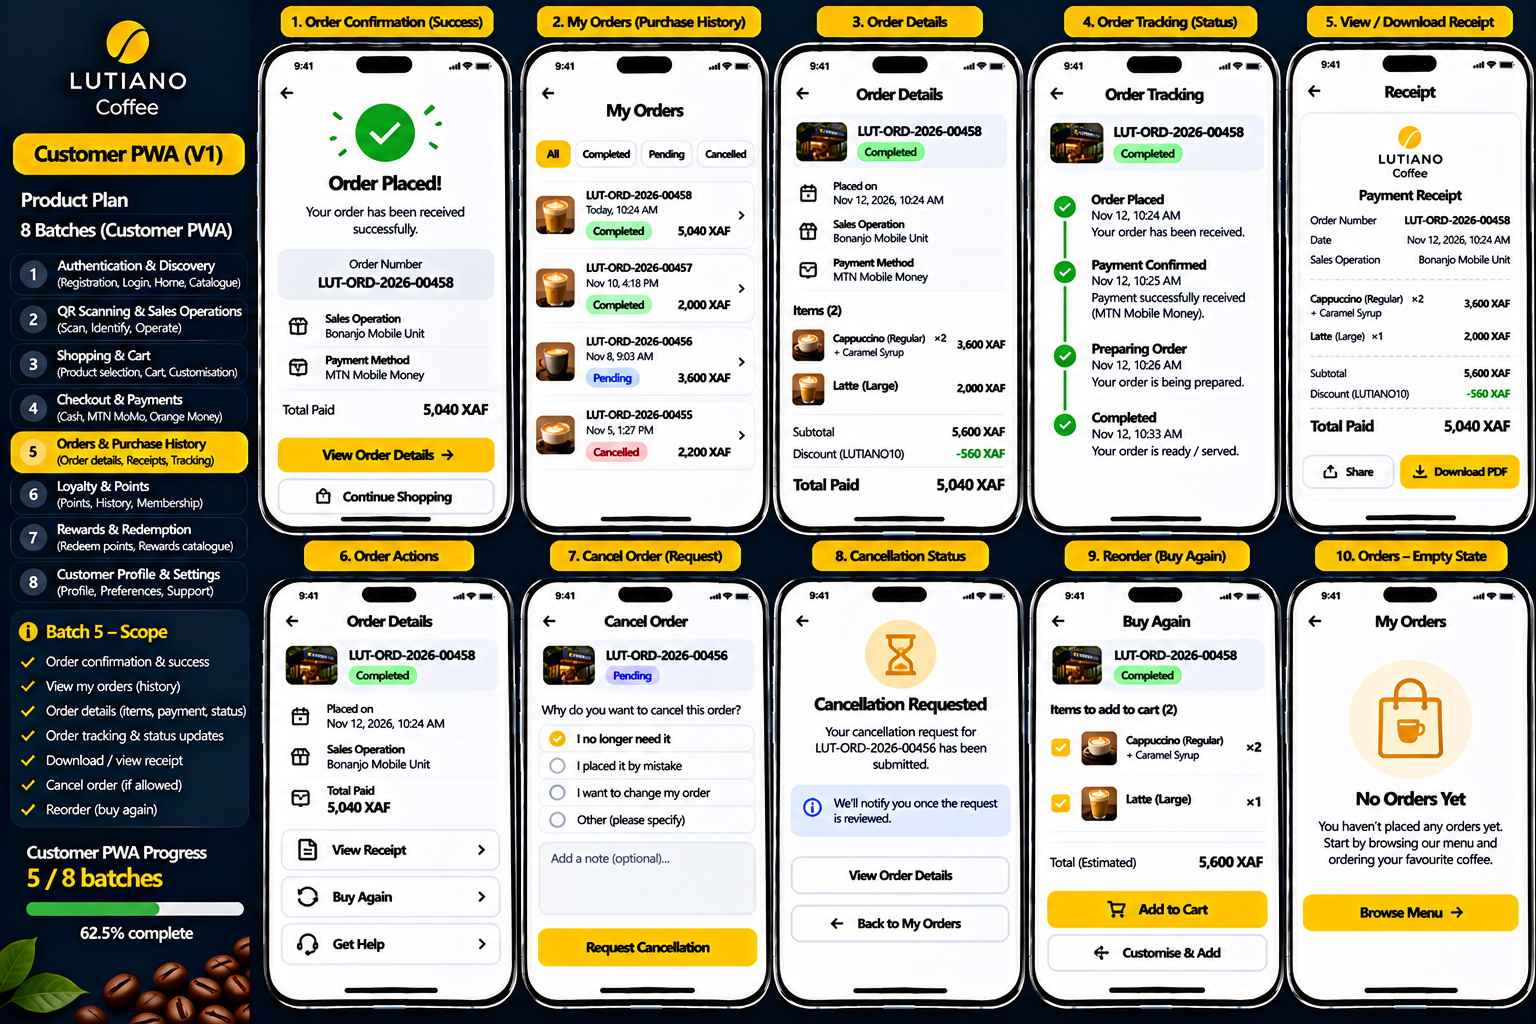 LUTIANO
Coffee
Customer PWA (V1)
Product Plan
8 Batches (Customer PWA)
1
Authentication & Discovery
(Registration, Login, Home, Catalogue)
2
QR Scanning & Sales Operations
(Scan, Identify, Operate)
3
Shopping & Cart
(Product selection, Cart, Customisation)
4
Checkout & Payments
(Cash, MTN MoMo, Orange Money)
5
Orders & Purchase History
(Order details, Receipts, Tracking)
6
Loyalty & Points
(Points, History, Membership)
7
Rewards & Redemption
(Redeem points, Rewards catalogue)
8
Customer Profile & Settings
(Profile, Preferences, Support)
i Batch 5 – Scope
Order confirmation & success
View my orders (history)
Order details (items, payment, status)
Order tracking & status updates
Download / view receipt
Cancel order (if allowed)
Reorder (buy again)
Customer PWA Progress
5 / 8 batches
62.5% complete
1. Order Confirmation (Success)
9:41
Order Placed!
Your order has been received
successfully.
Order Number
LUT-ORD-2026-00458
Sales Operation
Bonanjo Mobile Unit
Payment Method
MTN Mobile Money
Total Paid 5,040 XAF
View Order Details →
Continue Shopping
2. My Orders (Purchase History)
9:41
My Orders
All Completed Pending Cancelled
LUT-ORD-2026-00458
Today, 10:24 AM
Completed 5,040 XAF
LUT-ORD-2026-00457
Nov 10, 4:18 PM
Completed 2,000 XAF
LUT-ORD-2026-00456
Nov 8, 9:03 AM
Pending 3,600 XAF
LUT-ORD-2026-00455
Nov 5, 1:27 PM
Cancelled 2,200 XAF
3. Order Details
9:41
Order Details
LUT-ORD-2026-00458
Completed
Placed on
Nov 12, 2026, 10:24 AM
Sales Operation
Bonanjo Mobile Unit
Payment Method
MTN Mobile Money
Items (2)
Cappuccino (Regular) ×2 3,600 XAF
+ Caramel Syrup
Latte (Large) 2,000 XAF
Subtotal 5,600 XAF
Discount (LUTIANO10) -560 XAF
Total Paid 5,040 XAF
4. Order Tracking (Status)
9:41
Order Tracking
LUT-ORD-2026-00458
Completed
Order Placed
Nov 12, 10:24 AM
Your order has been received.
Payment Confirmed
Nov 12, 10:25 AM
Payment successfully received
(MTN Mobile Money).
Preparing Order
Nov 12, 10:26 AM
Your order is being prepared.
Completed
Nov 12, 10:33 AM
Your order is ready / served.
5. View / Download Receipt
9:41
Receipt
LUTIANO
Coffee
Payment Receipt
Order Number LUT-ORD-2026-00458
Date Nov 12, 2026, 10:24 AM
Sales Operation Bonanjo Mobile Unit
Cappuccino (Regular) ×2 3,600 XAF
+ Caramel Syrup
Latte (Large) ×1 2,000 XAF
Subtotal 5,600 XAF
Discount (LUTIANO10) -560 XAF
Total Paid 5,040 XAF
Share Download PDF
6. Order Actions
9:41
Order Details
LUT-ORD-2026-00458
Completed
Placed on
Nov 12, 2026, 10:24 AM
Sales Operation
Bonanjo Mobile Unit
Total Paid
5,040 XAF
View Receipt
Buy Again
Get Help
7. Cancel Order (Request)
9:41
Cancel Order
LUT-ORD-2026-00456
Pending
Why do you want to cancel this order?
I no longer need it
I placed it by mistake
I want to change my order
Other (please specify)
Add a note (optional)...
Request Cancellation
8. Cancellation Status
9:41
Cancellation Requested
Your cancellation request for
LUT-ORD-2026-00456 has been
submitted.
We'll notify you once the request
is reviewed.
View Order Details
← Back to My Orders
9. Reorder (Buy Again)
9:41
Buy Again
LUT-ORD-2026-00458
Completed
Items to add to cart (2)
Cappuccino (Regular) ×2
+ Caramel Syrup
Latte (Large) ×1
Total (Estimated) 5,600 XAF
Add to Cart
Customise & Add
10. Orders – Empty State
9:41
My Orders
No Orders Yet
You haven't placed any orders yet.
Start by browsing our menu and
ordering your favourite coffee.
Browse Menu →